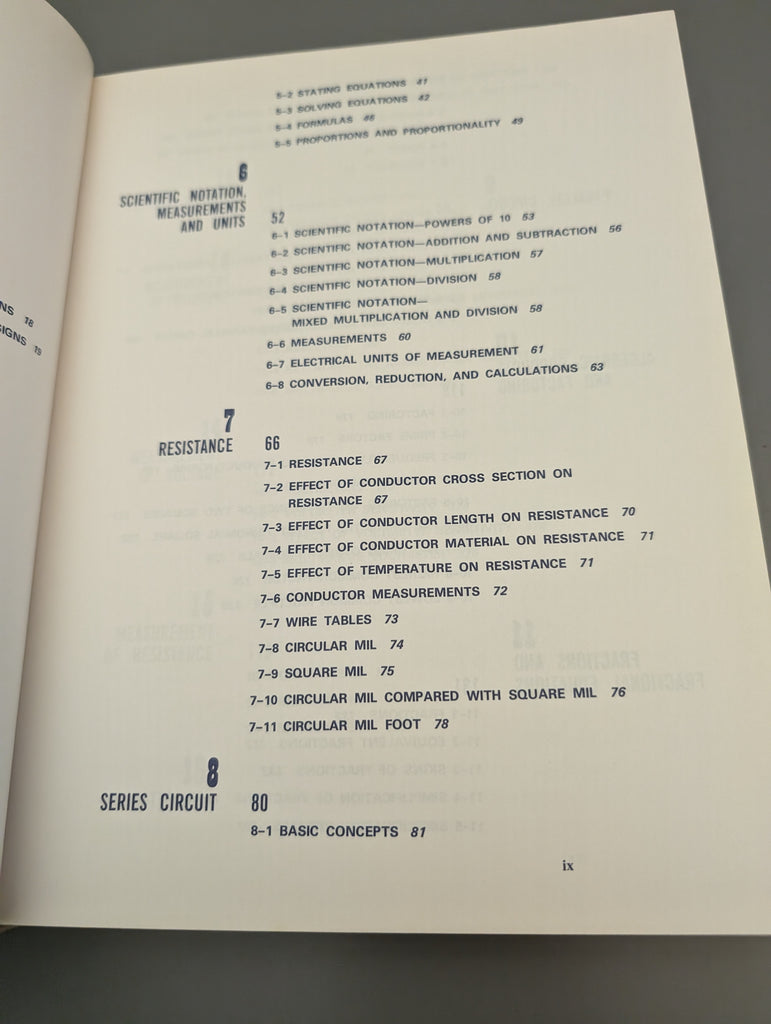 5-2 STATING EQUATIONS 41
5-3 SOLVING EQUATIONS 42
5-4 FORMULAS 46
5-5 PROPORTIONS AND PROPORTIONALITY 49
6
SCIENTIFIC NOTATION,
MEASUREMENTS
AND UNITS 52
6-1 SCIENTIFIC NOTATION—POWERS OF 10 53
6-2 SCIENTIFIC NOTATION—ADDITION AND SUBTRACTION 56
6-3 SCIENTIFIC NOTATION—MULTIPLICATION 57
6-4 SCIENTIFIC NOTATION—DIVISION 58
6-5 SCIENTIFIC NOTATION—
MIXED MULTIPLICATION AND DIVISION 58
6-6 MEASUREMENTS 60
6-7 ELECTRICAL UNITS OF MEASUREMENT 61
6-8 CONVERSION, REDUCTION, AND CALCULATIONS 63
7
RESISTANCE 66
7-1 RESISTANCE 67
7-2 EFFECT OF CONDUCTOR CROSS SECTION ON
RESISTANCE 67
7-3 EFFECT OF CONDUCTOR LENGTH ON RESISTANCE 70
7-4 EFFECT OF CONDUCTOR MATERIAL ON RESISTANCE 71
7-5 EFFECT OF TEMPERATURE ON RESISTANCE 71
7-6 CONDUCTOR MEASUREMENTS 72
7-7 WIRE TABLES 73
7-8 CIRCULAR MIL 74
7-9 SQUARE MIL 75
7-10 CIRCULAR MIL COMPARED WITH SQUARE MIL 76
7-11 CIRCULAR MIL FOOT 78
8
SERIES CIRCUIT 80
8-1 BASIC CONCEPTS 81
ix